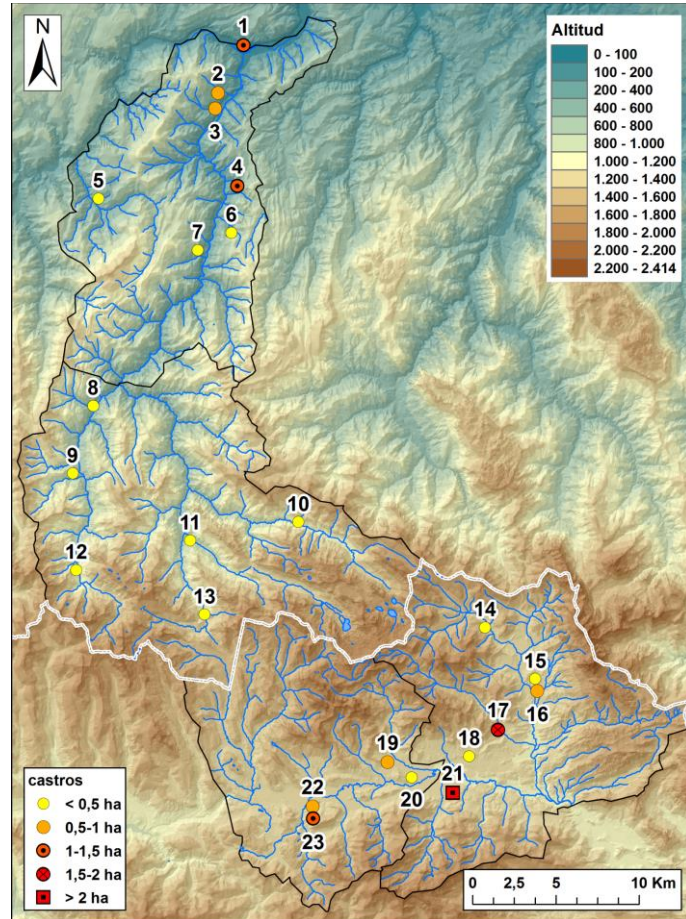 N
1
2
3
4
5
6
7
8
9
10
11
12
13
14
15
16
17
18
19
20
21
22
23
Altitud
0 - 100
100 - 200
200 - 400
400 - 600
600 - 800
800 - 1.000
1.000 - 1.200
1.200 - 1.400
1.400 - 1.600
1.600 - 1.800
1.800 - 2.000
2.000 - 2.200
2.200 - 2.414
castros
< 0,5 ha
0,5-1 ha
1-1,5 ha
1,5-2 ha
> 2 ha
0 2,5 5 10 Km